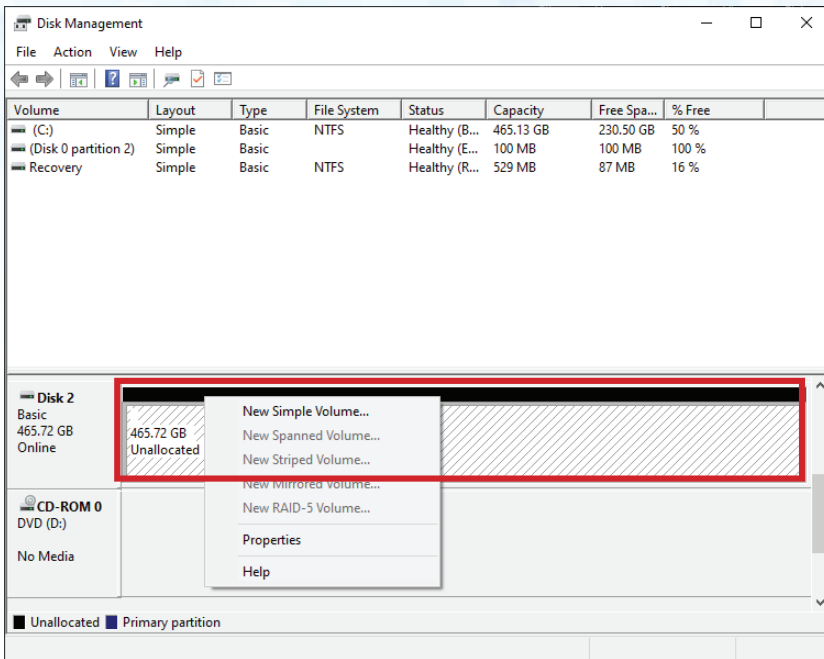 Disk Management
File Action View Help
Volume Layout Type File System Status Capacity Free Spa... % Free
(C:) Simple Basic NTFS Healthy (B... 465.13 GB 230.50 GB 50 %
(Disk 0 partition 2) Simple Basic Healthy (E... 100 MB 100 MB 100 %
Recovery Simple Basic NTFS Healthy (R... 529 MB 87 MB 16 %
Disk 2
Basic
465.72 GB
Online
465.72 GB
Unallocated
New Simple Volume...
New Spanned Volume...
New Striped Volume...
New Mirrored Volume...
New RAID-5 Volume...
Properties
Help
CD-ROM 0
DVD (D:)
No Media
Unallocated Primary partition